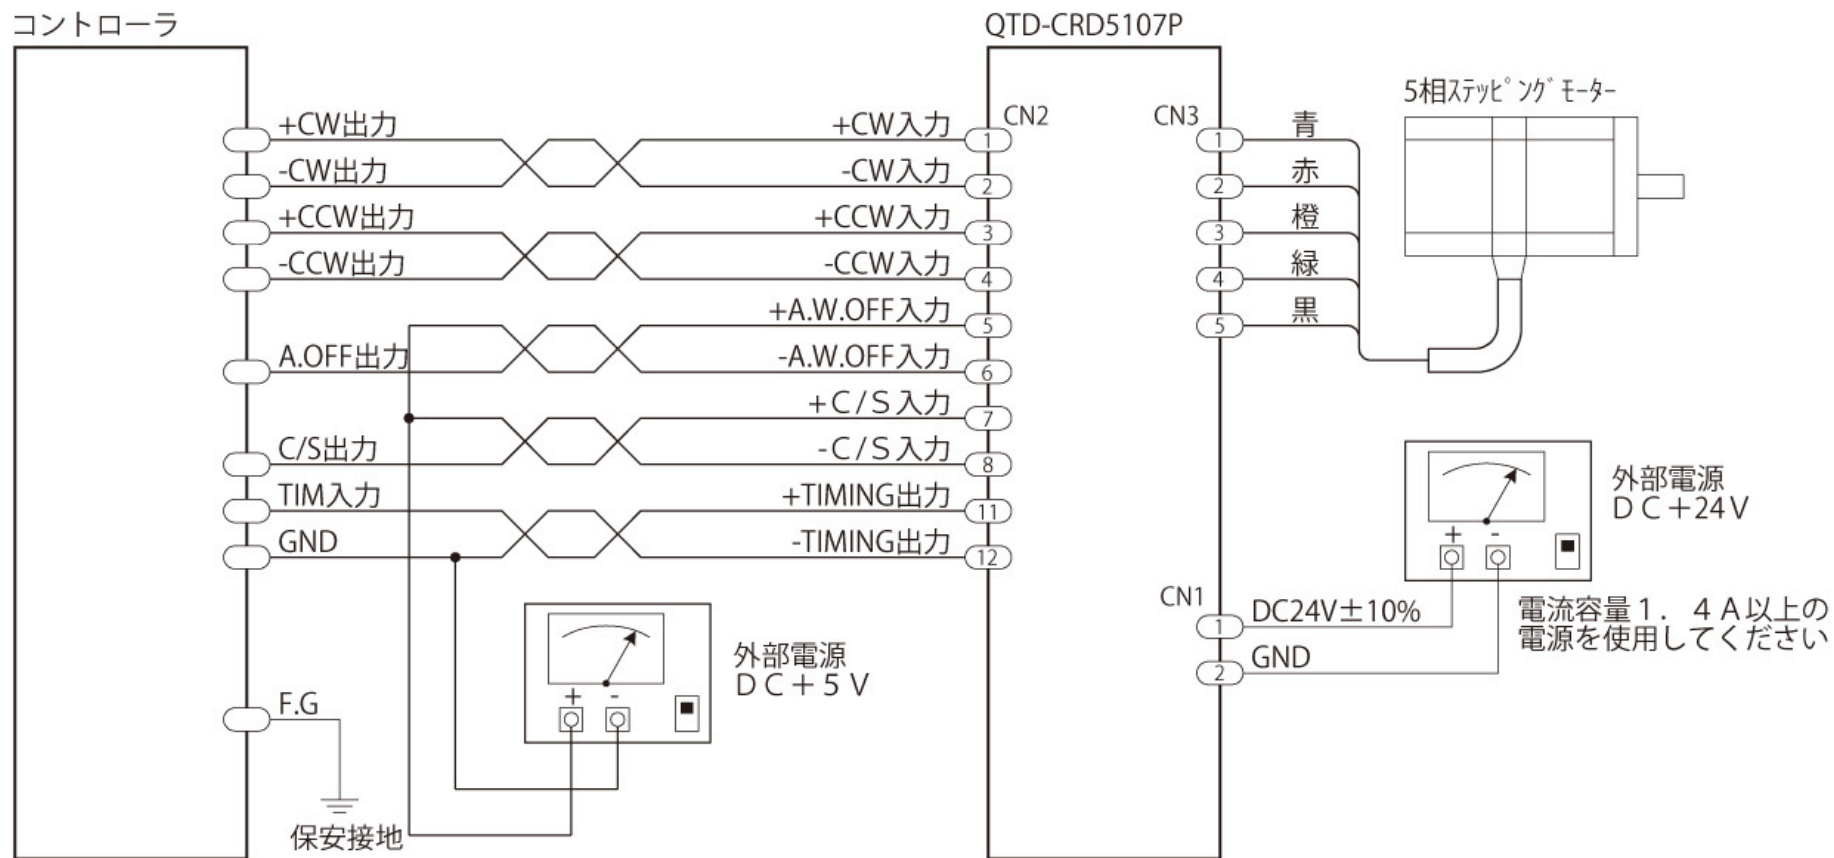 コントローラ
QTD-CRD5107P
5相ステッピングモーター
CN2
CN3
+CW出力
+CW入力
1
1
青
-CW出力
-CW入力
2
2
赤
+CCW出力
+CCW入力
3
3
橙
-CCW出力
-CCW入力
4
4
緑
+A.W.OFF入力
5
5
黒
A.OFF出力
-A.W.OFF入力
6
+C/S入力
7
C/S出力
-C/S入力
8
TIM入力
+TIMING出力
11
GND
-TIMING出力
12
外部電源
DC+24V
+ -
CN1
1
DC24V±10%
電流容量1.4A以上の
電源を使用してください
2
GND
外部電源
DC+5V
+ -
F.G
保安接地